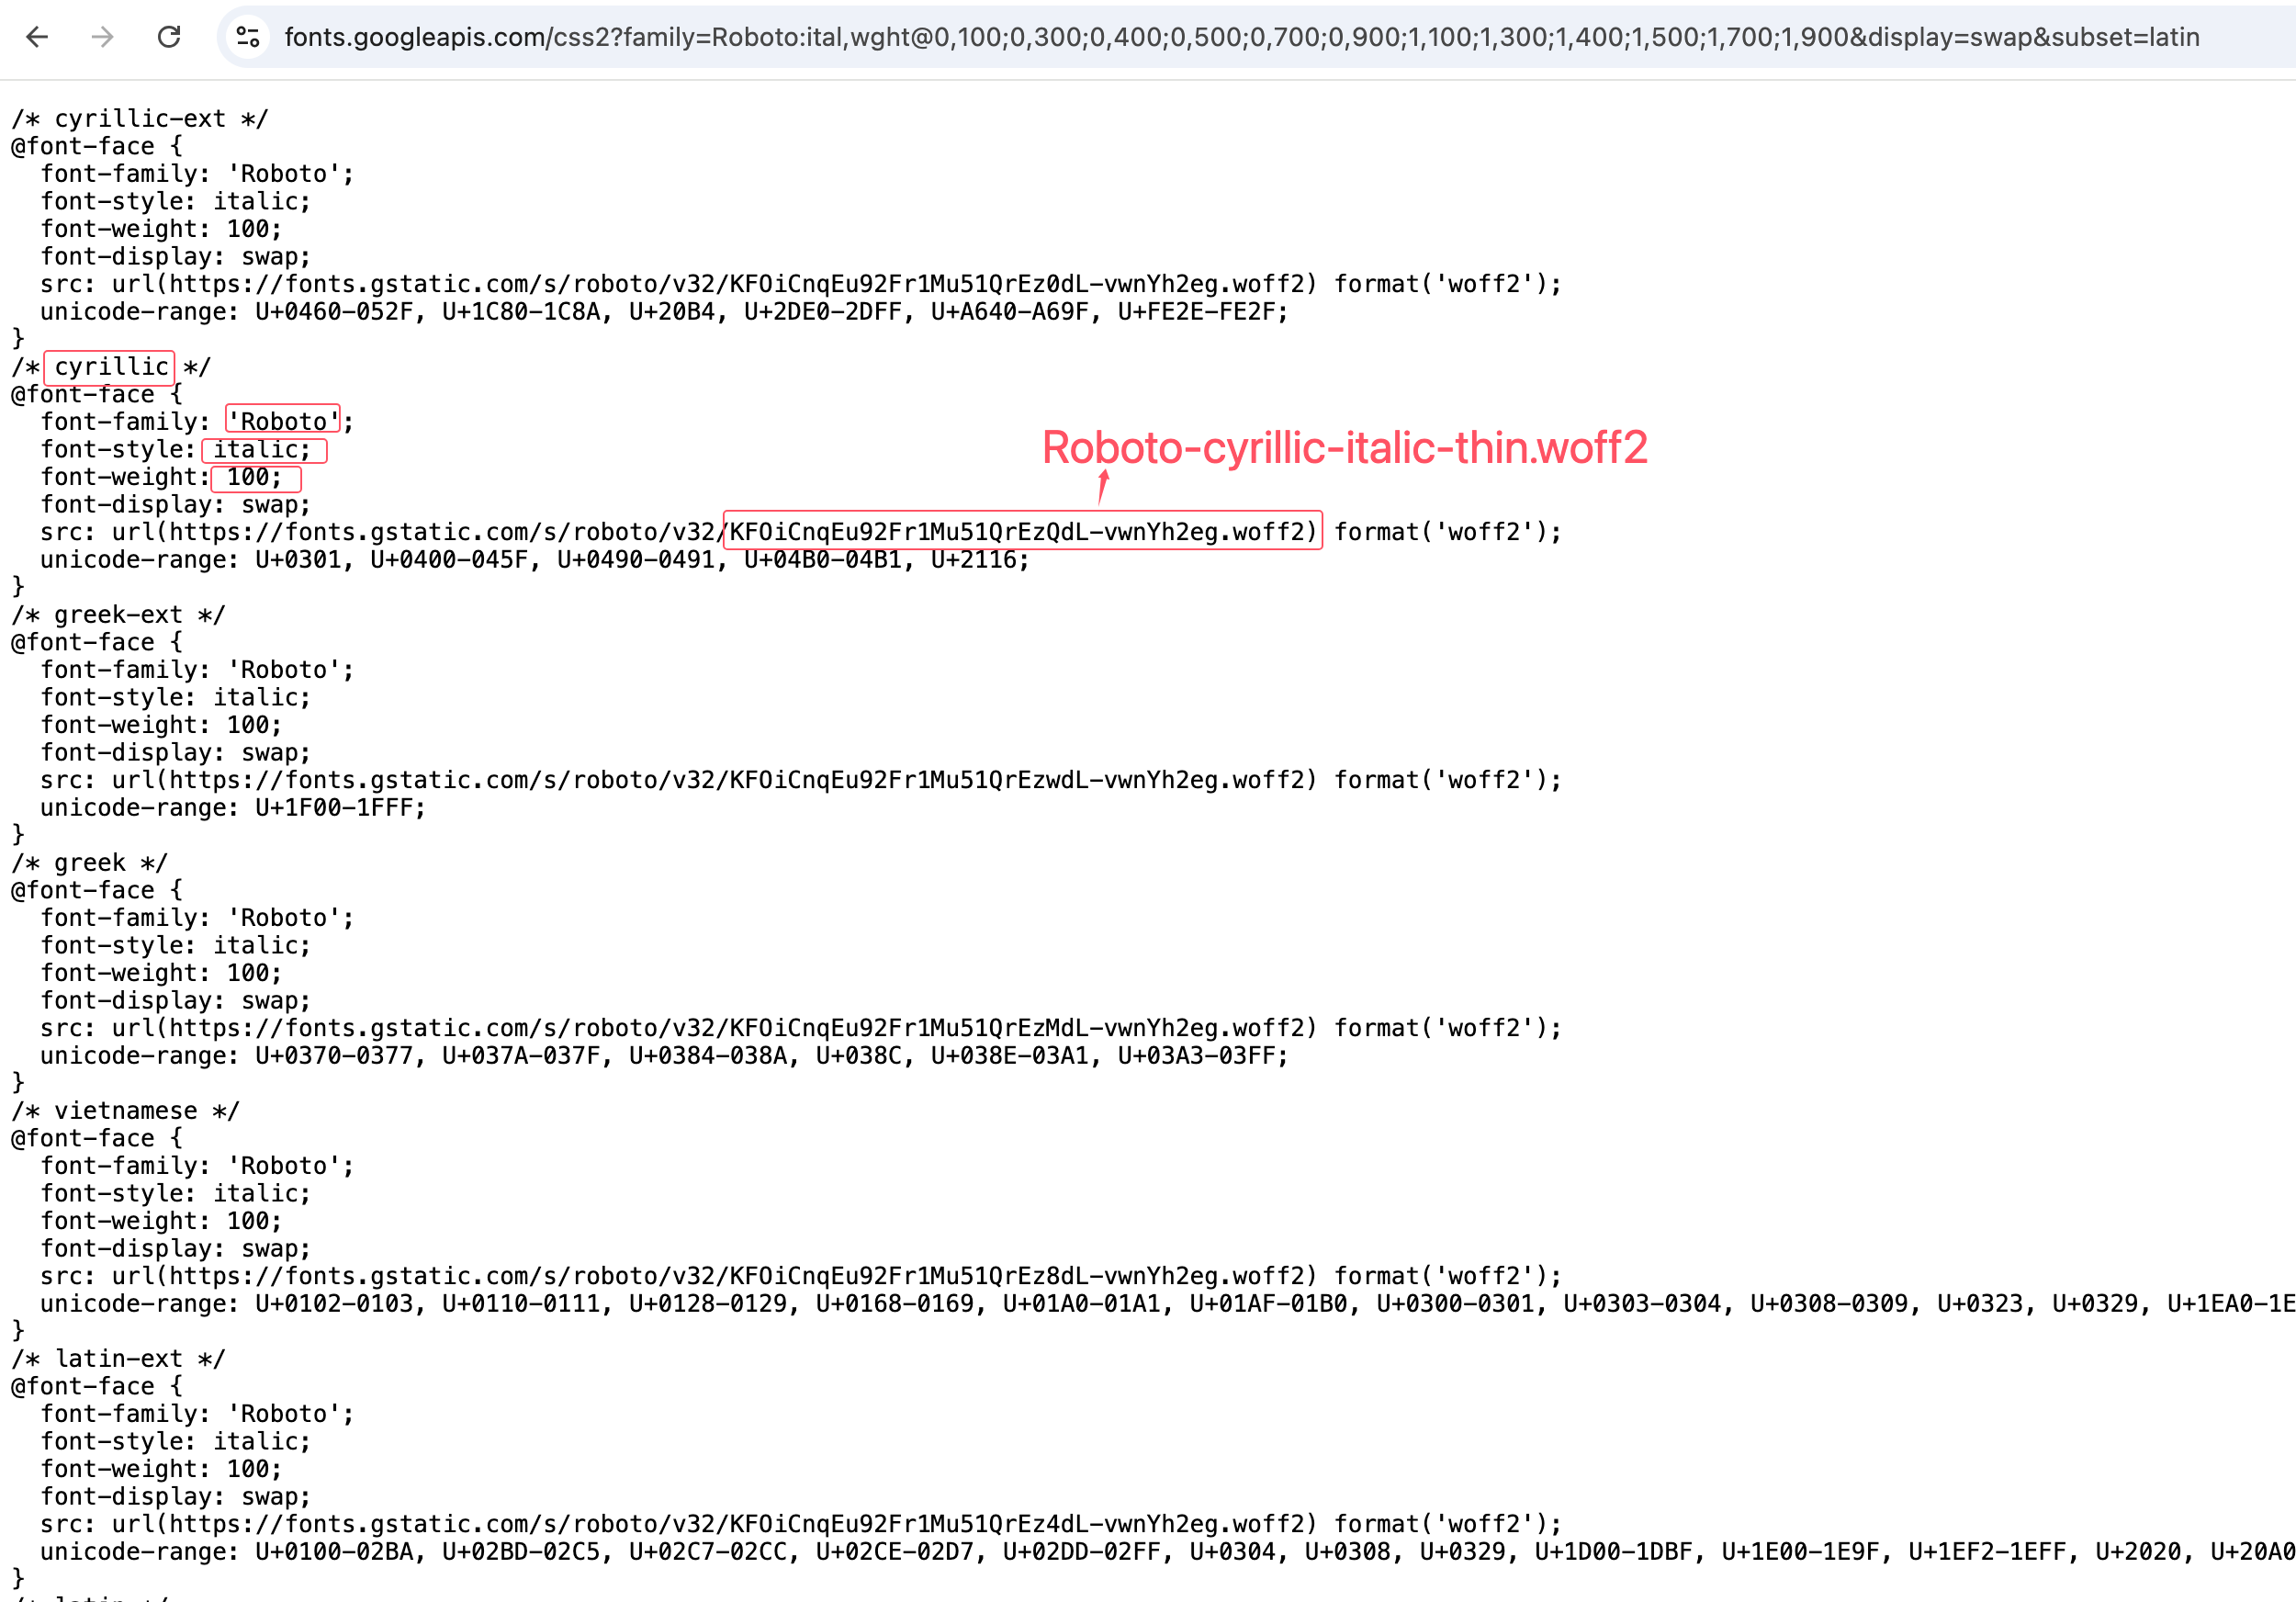 fonts.googleapis.com/css2?family=Roboto:ital,wght@0,100;0,300;0,400;0,500;0,700;0,900;1,100;1,300;1,400;1,500;1,700;1,900&display=swap&subset=latin
/* cyrillic-ext */
@font-face {
  font-family: 'Roboto';
  font-style: italic;
  font-weight: 100;
  font-display: swap;
  src: url(https://fonts.gstatic.com/s/roboto/v32/KFOiCnqEu92Fr1Mu51QrEz0dL-vwnYh2eg.woff2) format('woff2');
  unicode-range: U+0460-052F, U+1C80-1C8A, U+20B4, U+2DE0-2DFF, U+A640-A69F, U+FE2E-FE2F;
}
/* cyrillic */
@font-face {
  font-family: 'Roboto';
  font-style: italic;
  font-weight: 100;
Roboto-cyrillic-italic-thin.woff2
  font-display: swap;
  src: url(https://fonts.gstatic.com/s/roboto/v32/KFOiCnqEu92Fr1Mu51QrEzQdL-vwnYh2eg.woff2) format('woff2');
  unicode-range: U+0301, U+0400-045F, U+0490-0491, U+04B0-04B1, U+2116;
}
/* greek-ext */
@font-face {
  font-family: 'Roboto';
  font-style: italic;
  font-weight: 100;
  font-display: swap;
  src: url(https://fonts.gstatic.com/s/roboto/v32/KFOiCnqEu92Fr1Mu51QrEzwdL-vwnYh2eg.woff2) format('woff2');
  unicode-range: U+1F00-1FFF;
}
/* greek */
@font-face {
  font-family: 'Roboto';
  font-style: italic;
  font-weight: 100;
  font-display: swap;
  src: url(https://fonts.gstatic.com/s/roboto/v32/KFOiCnqEu92Fr1Mu51QrEzMdL-vwnYh2eg.woff2) format('woff2');
  unicode-range: U+0370-0377, U+037A-037F, U+0384-038A, U+038C, U+038E-03A1, U+03A3-03FF;
}
/* vietnamese */
@font-face {
  font-family: 'Roboto';
  font-style: italic;
  font-weight: 100;
  font-display: swap;
  src: url(https://fonts.gstatic.com/s/roboto/v32/KFOiCnqEu92Fr1Mu51QrEz8dL-vwnYh2eg.woff2) format('woff2');
  unicode-range: U+0102-0103, U+0110-0111, U+0128-0129, U+0168-0169, U+01A0-01A1, U+01AF-01B0, U+0300-0301, U+0303-0304, U+0308-0309, U+0323, U+0329, U+1EA0-1E
}
/* latin-ext */
@font-face {
  font-family: 'Roboto';
  font-style: italic;
  font-weight: 100;
  font-display: swap;
  src: url(https://fonts.gstatic.com/s/roboto/v32/KFOiCnqEu92Fr1Mu51QrEz4dL-vwnYh2eg.woff2) format('woff2');
  unicode-range: U+0100-02BA, U+02BD-02C5, U+02C7-02CC, U+02CE-02D7, U+02DD-02FF, U+0304, U+0308, U+0329, U+1D00-1DBF, U+1E00-1E9F, U+1EF2-1EFF, U+2020, U+20A0
}